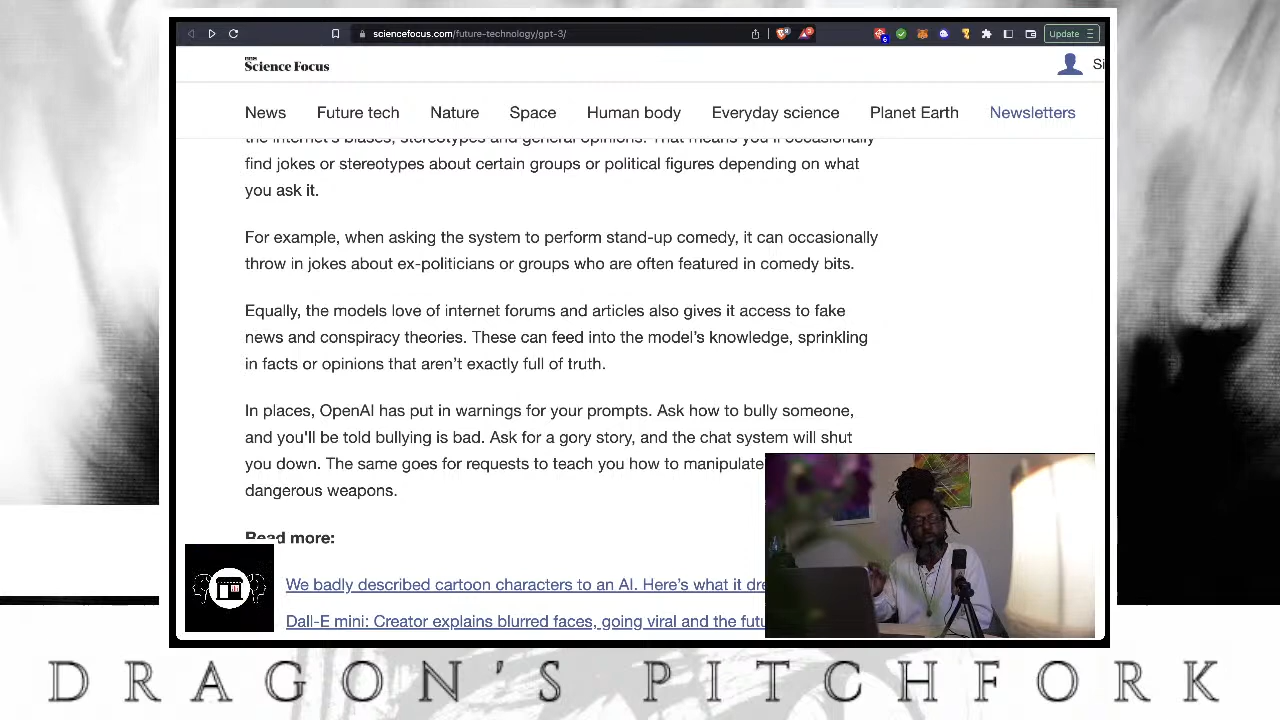 sciencefocus.com/future-technology/gpt-3/
6
Update
BBC
Science Focus
News Future tech Nature Space Human body Everyday science Planet Earth Newsletters
the internet's biases, stereotypes and general opinions. That means you'll occasionally
find jokes or stereotypes about certain groups or political figures depending on what
you ask it.
For example, when asking the system to perform stand-up comedy, it can occasionally
throw in jokes about ex-politicians or groups who are often featured in comedy bits.
Equally, the models love of internet forums and articles also gives it access to fake
news and conspiracy theories. These can feed into the model's knowledge, sprinkling
in facts or opinions that aren't exactly full of truth.
In places, OpenAI has put in warnings for your prompts. Ask how to bully someone,
and you'll be told bullying is bad. Ask for a gory story, and the chat system will shut
you down. The same goes for requests to teach you how to manipulate
dangerous weapons.
Read more:
We badly described cartoon characters to an AI. Here's what it
Dall-E mini: Creator explains blurred faces, going viral and the
DRAGON'S PITCHFORK